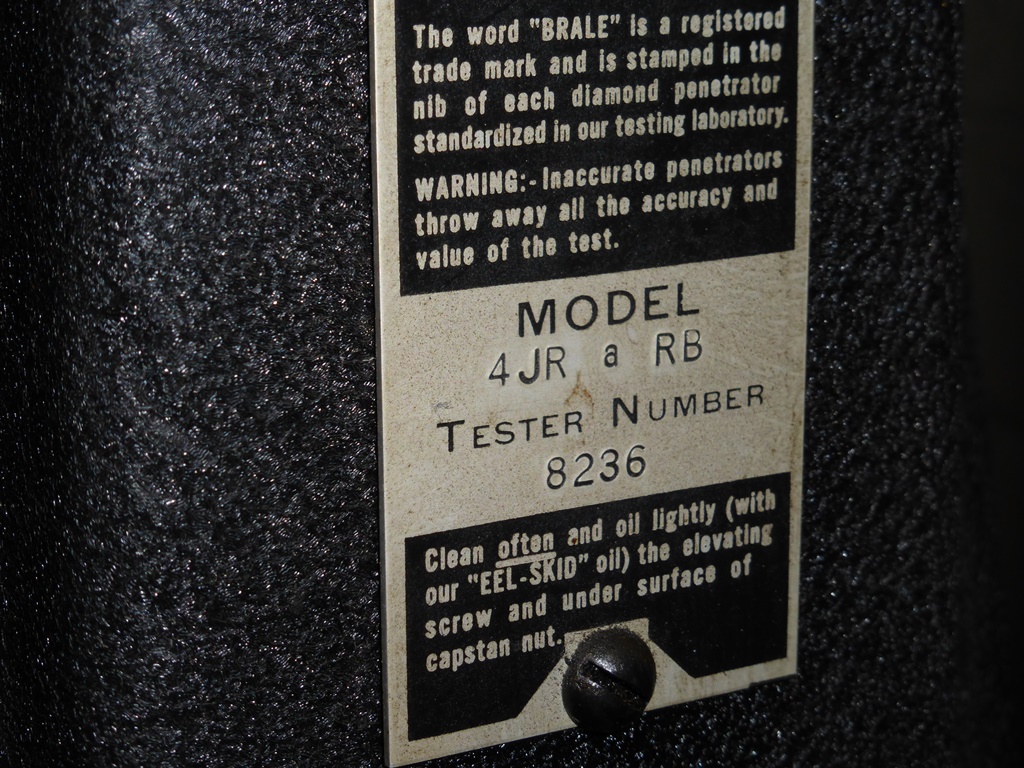 The word "BRALE" is a registered
trade mark and is stamped in the
nib of each diamond penetrator
standardized in our testing laboratory.
WARNING:- Inaccurate penetrators
throw away all the accuracy and
value of the test.
MODEL
4JR a RB
TESTER NUMBER
8236
Clean often and oil lightly (with
our "EEL-SKID" oil) the elevating
screw and under surface of
capstan nut.